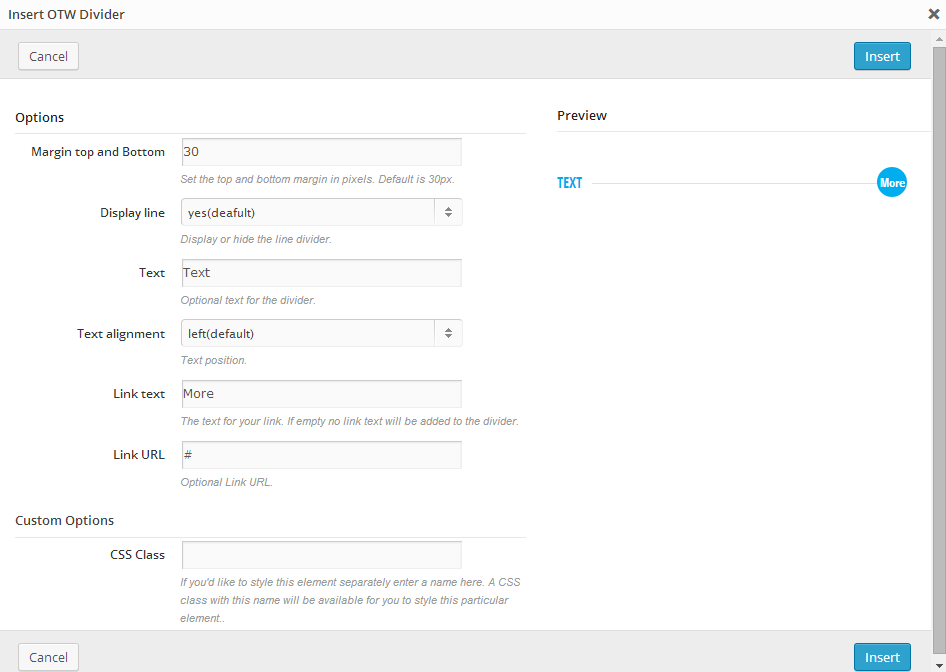 Insert OTW Divider
Cancel
Insert
Options
Margin top and Bottom
30
Set the top and bottom margin in pixels. Default is 30px.
Display line
yes(deafult)
Display or hide the line divider.
Text
Text
Optional text for the divider.
Text alignment
left(default)
Text position.
Link text
More
The text for your link. If empty no link text will be added to the divider.
Link URL
#
Optional Link URL.
Custom Options
CSS Class
If you'd like to style this element separately enter a name here. A CSS
class with this name will be available for you to style this particular
element..
Preview
TEXT
More
Cancel
Insert